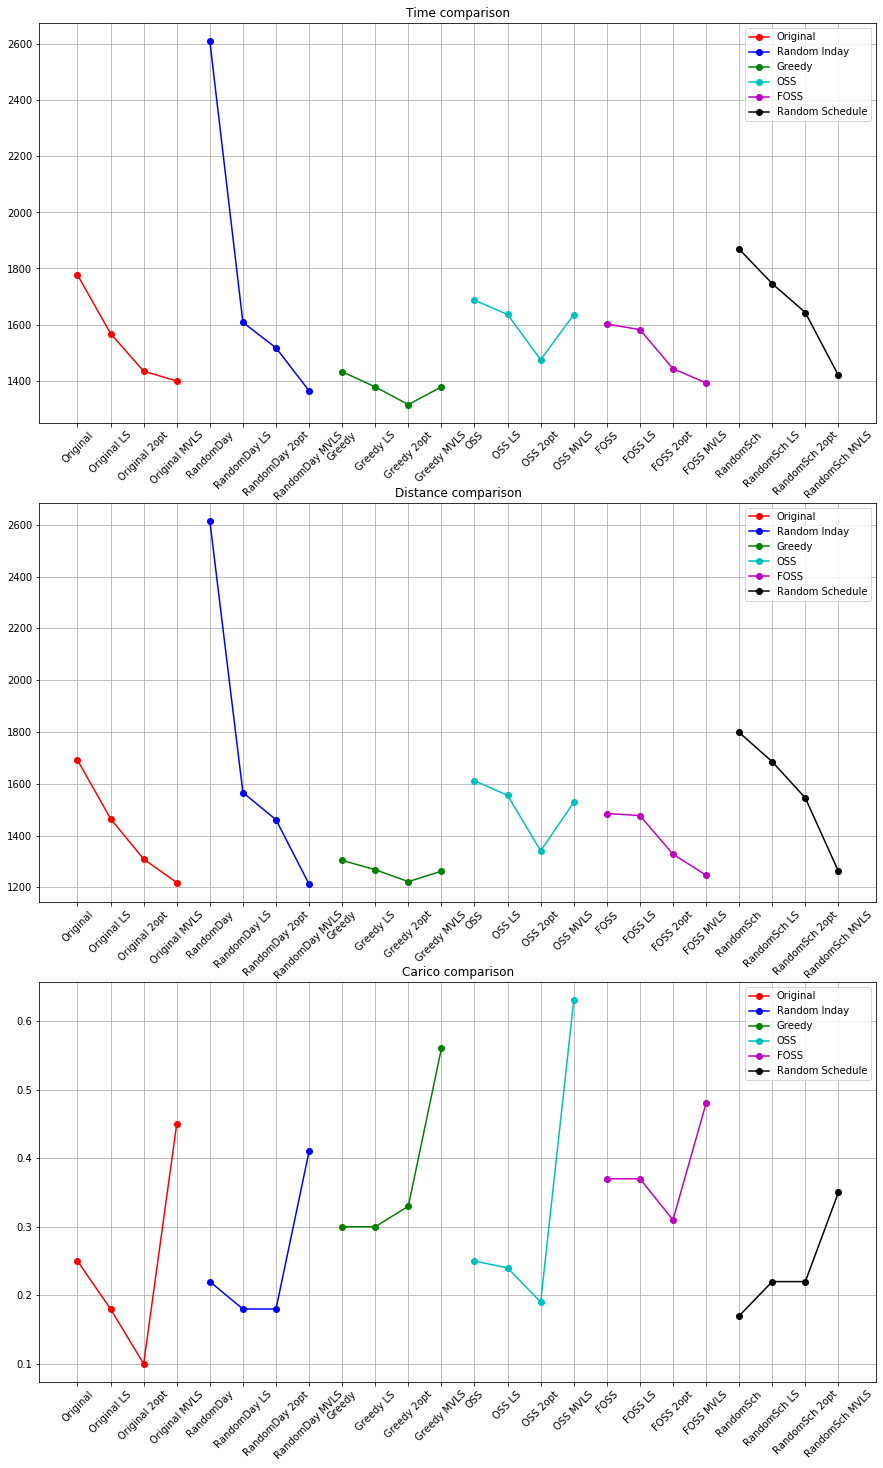 Time comparison
2600
2400
2200
2000
1800
1600
1400
Original
Random Inday
Greedy
OSS
FOSS
Random Schedule
Original
Original LS
Original 2opt
Original MVLS
RandomDay
RandomDay LS
RandomDay 2opt
RandomDay MVLS
Greedy
Greedy LS
Greedy 2opt
Greedy MVLS
OSS
OSS LS
OSS 2opt
OSS MVLS
FOSS
FOSS LS
FOSS 2opt
FOSS MVLS
RandomSch
RandomSch LS
RandomSch 2opt
RandomSch MVLS
Distance comparison
2600
2400
2200
2000
1800
1600
1400
1200
Original
Random Inday
Greedy
OSS
FOSS
Random Schedule
Original
Original LS
Original 2opt
Original MVLS
RandomDay
RandomDay LS
RandomDay 2opt
RandomDay MVLS
Greedy
Greedy LS
Greedy 2opt
Greedy MVLS
OSS
OSS LS
OSS 2opt
OSS MVLS
FOSS
FOSS LS
FOSS 2opt
FOSS MVLS
RandomSch
RandomSch LS
RandomSch 2opt
RandomSch MVLS
Carico comparison
0.6
0.5
0.4
0.3
0.2
0.1
Original
Random Inday
Greedy
OSS
FOSS
Random Schedule
Original
Original LS
Original 2opt
Original MVLS
RandomDay
RandomDay LS
RandomDay 2opt
RandomDay MVLS
Greedy
Greedy LS
Greedy 2opt
Greedy MVLS
OSS
OSS LS
OSS 2opt
OSS MVLS
FOSS
FOSS LS
FOSS 2opt
FOSS MVLS
RandomSch
RandomSch LS
RandomSch 2opt
RandomSch MVLS